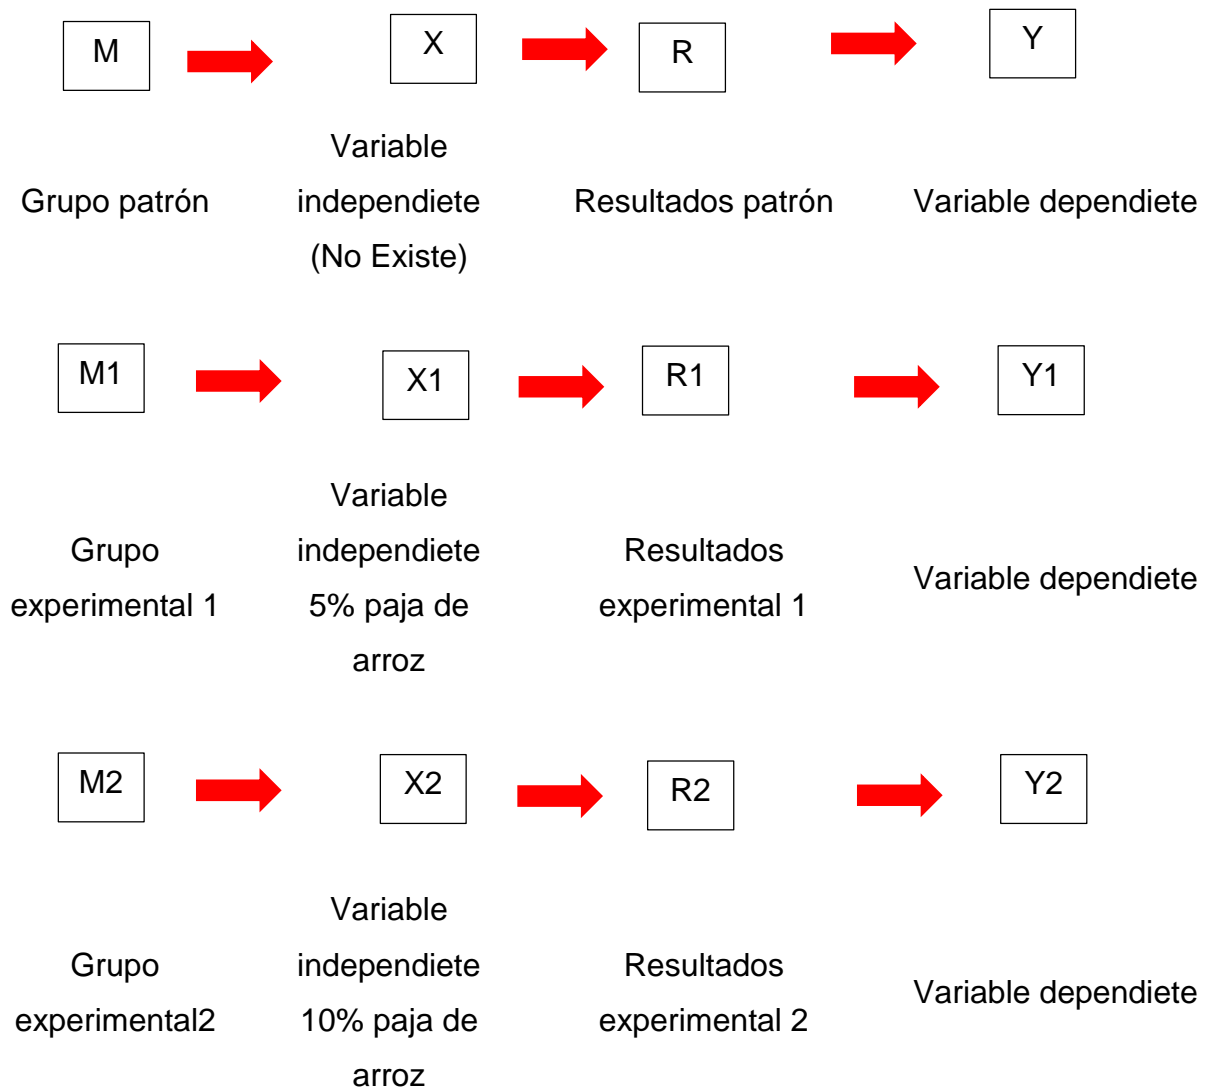 M X R Y
Variable
Grupo patrón independiete Resultados patrón Variable dependiete
(No Existe)
M1 X1 R1 Y1
Variable
Grupo independiete Resultados
experimental 1 5% paja de experimental 1 Variable dependiete
arroz
M2 X2 R2 Y2
Variable
Grupo independiete Resultados
experimental2 10% paja de experimental 2 Variable dependiete
arroz